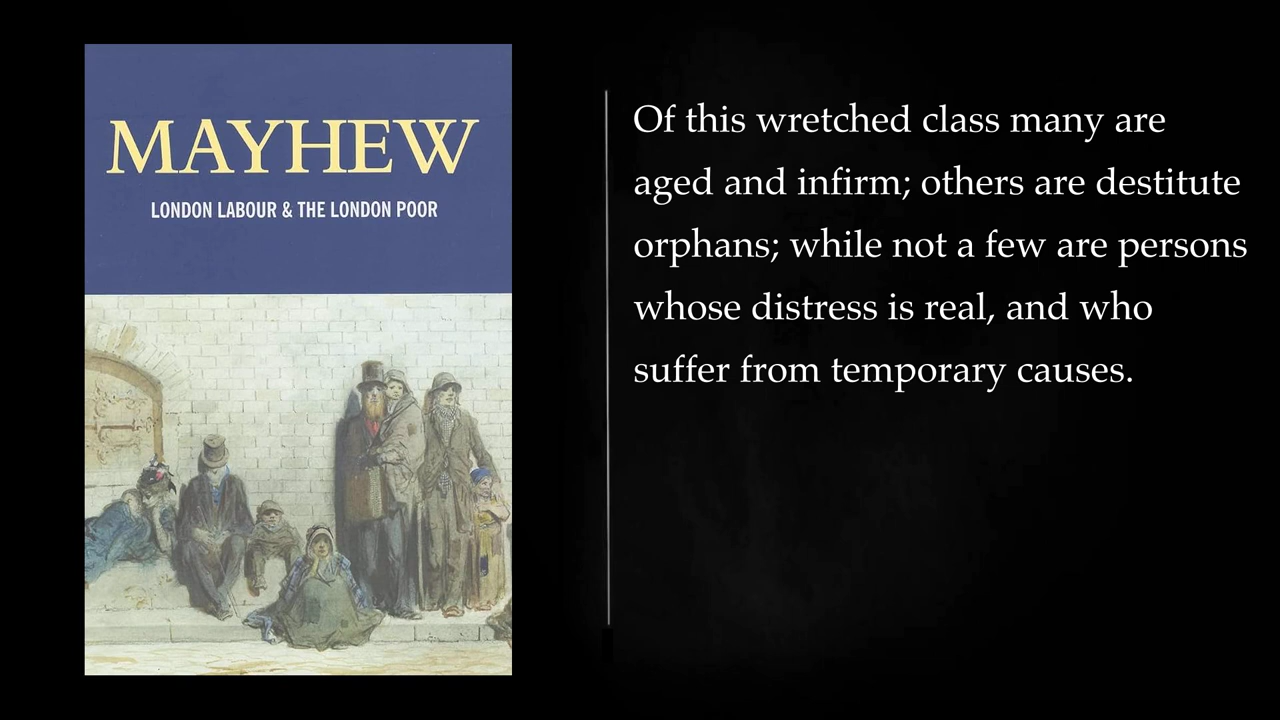 MAYHEW
LONDON LABOUR & THE LONDON POOR
Of this wretched class many are
aged and infirm; others are destitute
orphans; while not a few are persons
whose distress is real, and who
suffer from temporary causes.